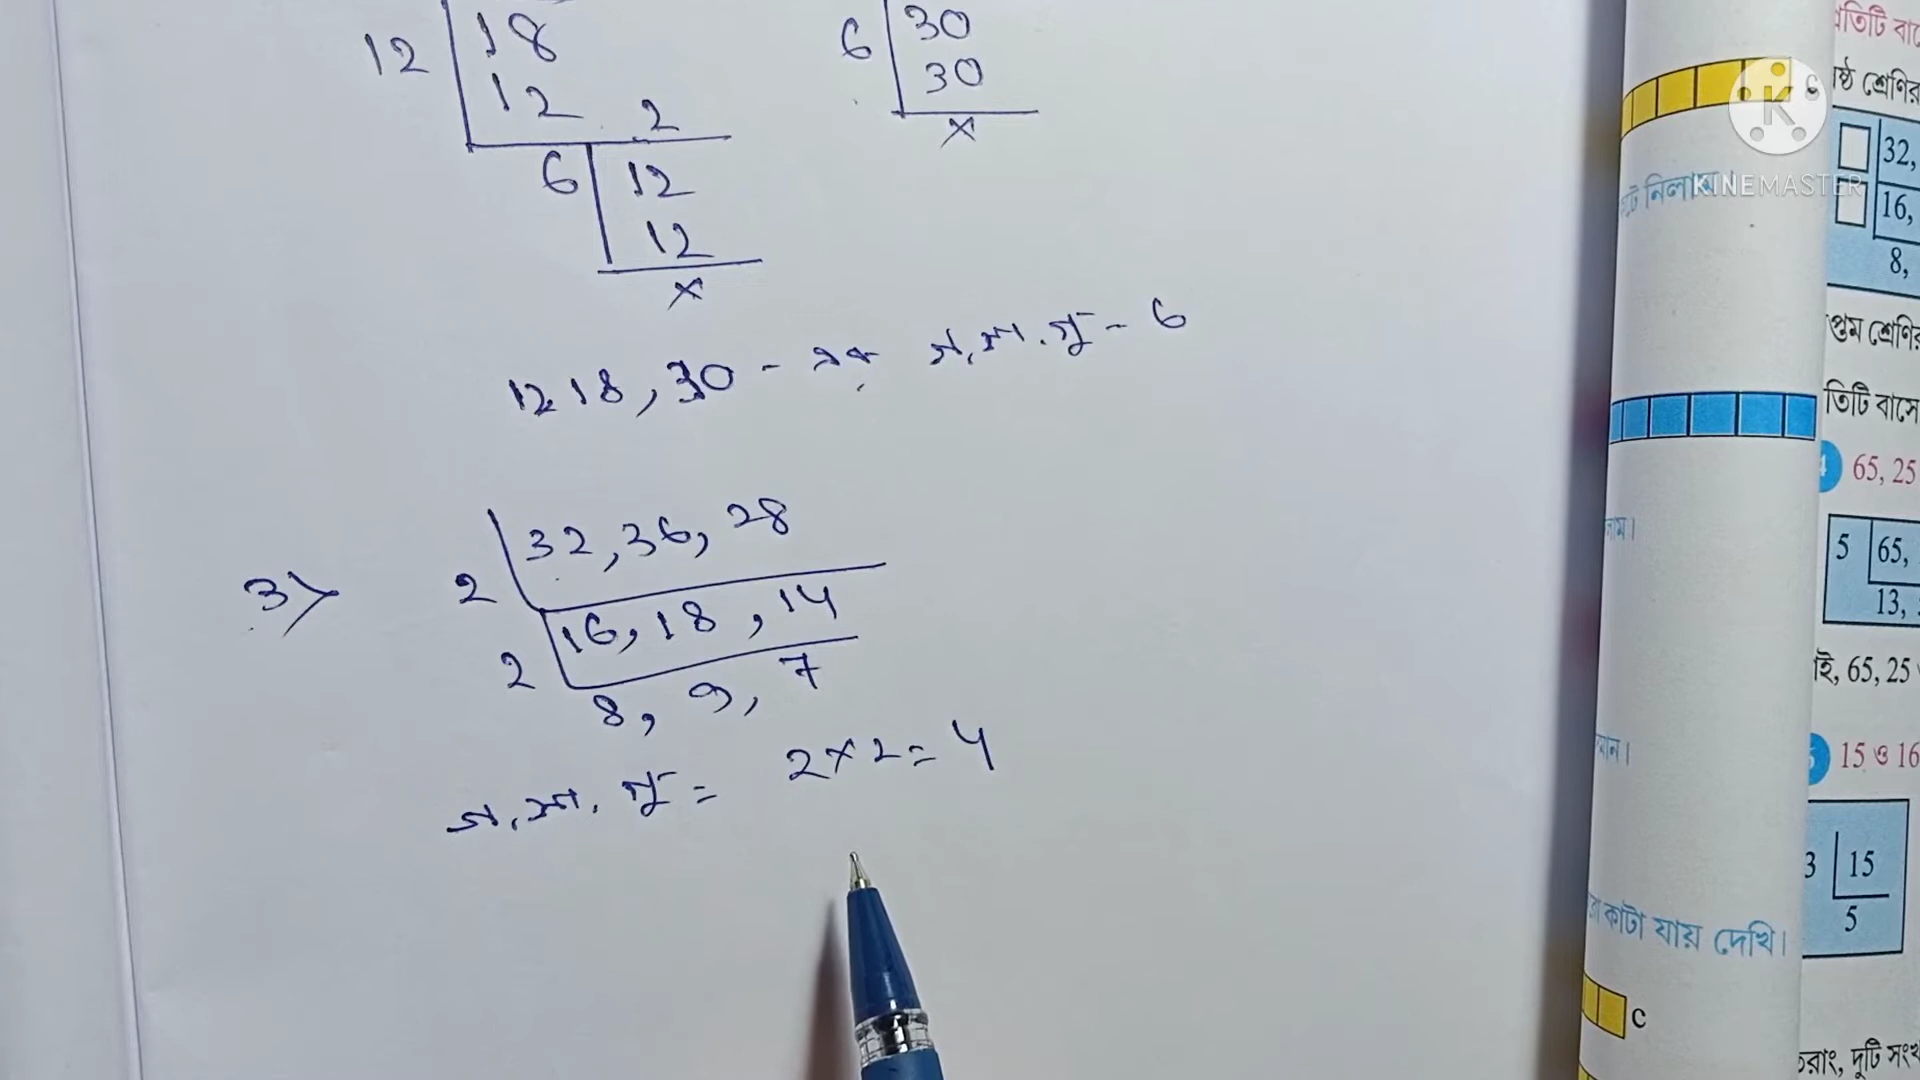 12 18
12 2
6 12
12
×
6 30
30
×
12 18, 30 - এর গ.সা.গু - 6
3> 2 32, 36, 28
2 16, 18, 14
8, 9, 7
গ.সা.গু = 2×2=4
KINEMASTER
নিলাম।
কাটা যায় দেখি।
c
শ্রেণির
32,
16,
8,
শ্রেণির
65, 25
5 65,
13,
65, 25
15 ও 16
3 15
5
দুটি